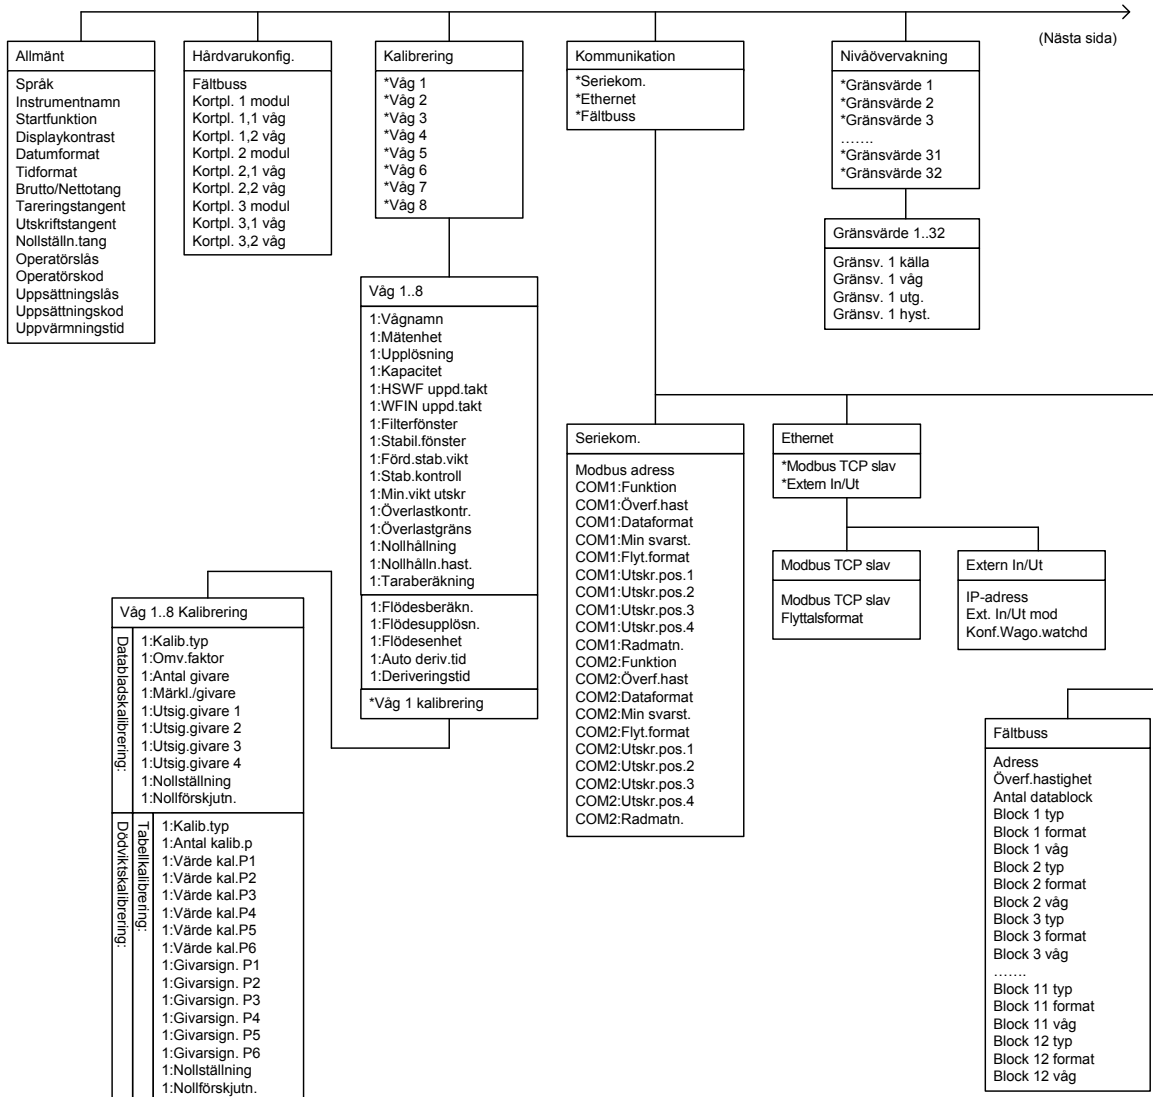 (Nästa sida)
Allmänt
Språk
Instrumentnamn
Startfunktion
Displaykontrast
Datumformat
Tidformat
Brutto/Nettotang
Tareringstangent
Utskriftstangent
Nollställn.tang
Operatörslås
Operatörskod
Uppsättningslås
Uppsättningskod
Uppvärmningstid
Hårdvarukonfig.
Fältbuss
Kortpl. 1 modul
Kortpl. 1,1 våg
Kortpl. 1,2 våg
Kortpl. 2 modul
Kortpl. 2,1 våg
Kortpl. 2,2 våg
Kortpl. 3 modul
Kortpl. 3,1 våg
Kortpl. 3,2 våg
Kalibrering
*Våg 1
*Våg 2
*Våg 3
*Våg 4
*Våg 5
*Våg 6
*Våg 7
*Våg 8
Kommunikation
*Seriekom.
*Ethernet
*Fältbuss
Nivåövervakning
*Gränsvärde 1
*Gränsvärde 2
*Gränsvärde 3
.......
*Gränsvärde 31
*Gränsvärde 32
Gränsvärde 1..32
Gränsv. 1 källa
Gränsv. 1 våg
Gränsv. 1 utg.
Gränsv. 1 hyst.
Våg 1..8
1:Vågnamn
1:Mätenhet
1:Upplösning
1:Kapacitet
1:HSWF uppd.takt
1:WFIN uppd.takt
1:Filterfönster
1:Stabil.fönster
1:Förd.stab.vikt
1:Stab.kontroll
1:Min.vikt utskr
1:Överlastkontr.
1:Överlastgräns
1:Nollhållning
1:Nollhålln.hast.
1:Taraberäkning
1:Flödesberäkn.
1:Flödesupplösn.
1:Flödesenhet
1:Auto deriv.tid
1:Deriveringstid
*Våg 1 kalibrering
Seriekom.
Modbus adress
COM1:Funktion
COM1:Överf.hast
COM1:Dataformat
COM1:Min svarst.
COM1:Flyt.format
COM1:Utskr.pos.1
COM1:Utskr.pos.2
COM1:Utskr.pos.3
COM1:Utskr.pos.4
COM1:Radmatn.
COM2:Funktion
COM2:Överf.hast
COM2:Dataformat
COM2:Min svarst.
COM2:Flyt.format
COM2:Utskr.pos.1
COM2:Utskr.pos.2
COM2:Utskr.pos.3
COM2:Utskr.pos.4
COM2:Radmatn.
Ethernet
*Modbus TCP slav
*Extern In/Ut
Modbus TCP slav
Modbus TCP slav
Flyttalsformat
Extern In/Ut
IP-adress
Ext. In/Ut mod
Konf.Wago.watchd
Våg 1..8 Kalibrering
Databladskalibrering:
1:Kalib.typ
1:Omv.faktor
1:Antal givare
1:Märkl./givare
1:Utsig.givare 1
1:Utsig.givare 2
1:Utsig.givare 3
1:Utsig.givare 4
1:Nollställning
1:Nollförskjutn.
Dödviktskalibrering:
Tabellkalibrering:
1:Kalib.typ
1:Antal kalib.p
1:Värde kal.P1
1:Värde kal.P2
1:Värde kal.P3
1:Värde kal.P4
1:Värde kal.P5
1:Värde kal.P6
1:Givarsign. P1
1:Givarsign. P2
1:Givarsign. P3
1:Givarsign. P4
1:Givarsign. P5
1:Givarsign. P6
1:Nollställning
1:Nollförskjutn.
Fältbuss
Adress
Överf.hastighet
Antal datablock
Block 1 typ
Block 1 format
Block 1 våg
Block 2 typ
Block 2 format
Block 2 våg
Block 3 typ
Block 3 format
Block 3 våg
.......
Block 11 typ
Block 11 format
Block 11 våg
Block 12 typ
Block 12 format
Block 12 våg